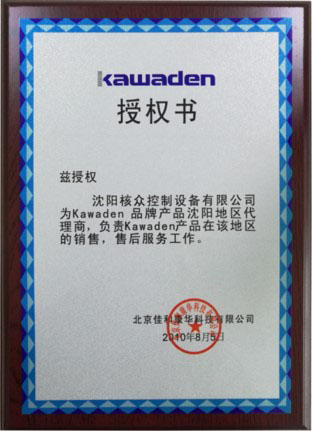 kawaden
授权书
兹授权
沈阳核众控制设备有限公司
为Kawaden 品牌产品沈阳地区代
理商，负责Kawaden产品在该地区
的销售，售后服务工作。
北京佳科康华科技有限公司
2010年8月5日